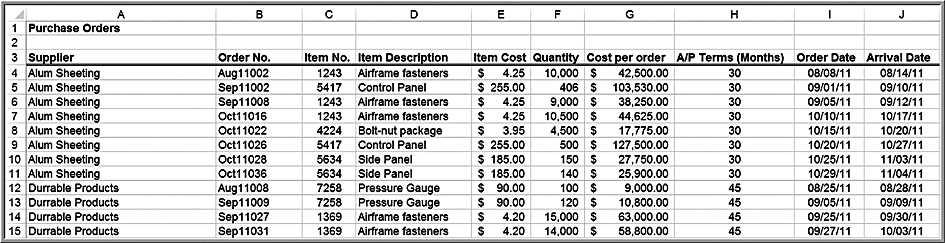 A B C D E F G H I J
1 Purchase Orders
2
3 Supplier Order No. Item No. Item Description Item Cost Quantity Cost per order A/P Terms (Months) Order Date Arrival Date
4 Alum Sheeting Aug11002 1243 Airframe fasteners $ 4.25 10,000 $ 42,500.00 30 08/08/11 08/14/11
5 Alum Sheeting Sep11002 5417 Control Panel $ 255.00 406 $ 103,530.00 30 09/01/11 09/10/11
6 Alum Sheeting Sep11008 1243 Airframe fasteners $ 4.25 9,000 $ 38,250.00 30 09/05/11 09/12/11
7 Alum Sheeting Oct11016 1243 Airframe fasteners $ 4.25 10,500 $ 44,625.00 30 10/10/11 10/17/11
8 Alum Sheeting Oct11022 4224 Bolt-nut package $ 3.95 4,500 $ 17,775.00 30 10/15/11 10/20/11
9 Alum Sheeting Oct11026 5417 Control Panel $ 255.00 500 $ 127,500.00 30 10/20/11 10/27/11
10 Alum Sheeting Oct11028 5634 Side Panel $ 185.00 150 $ 27,750.00 30 10/25/11 11/03/11
11 Alum Sheeting Oct11036 5634 Side Panel $ 185.00 140 $ 25,900.00 30 10/29/11 11/04/11
12 Durrable Products Aug11008 7258 Pressure Gauge $ 90.00 100 $ 9,000.00 45 08/25/11 08/28/11
13 Durrable Products Sep11009 7258 Pressure Gauge $ 90.00 120 $ 10,800.00 45 09/05/11 09/09/11
14 Durrable Products Sep11027 1369 Airframe fasteners $ 4.20 15,000 $ 63,000.00 45 09/25/11 09/30/11
15 Durrable Products Sep11031 1369 Airframe fasteners $ 4.20 14,000 $ 58,800.00 45 09/27/11 10/03/11